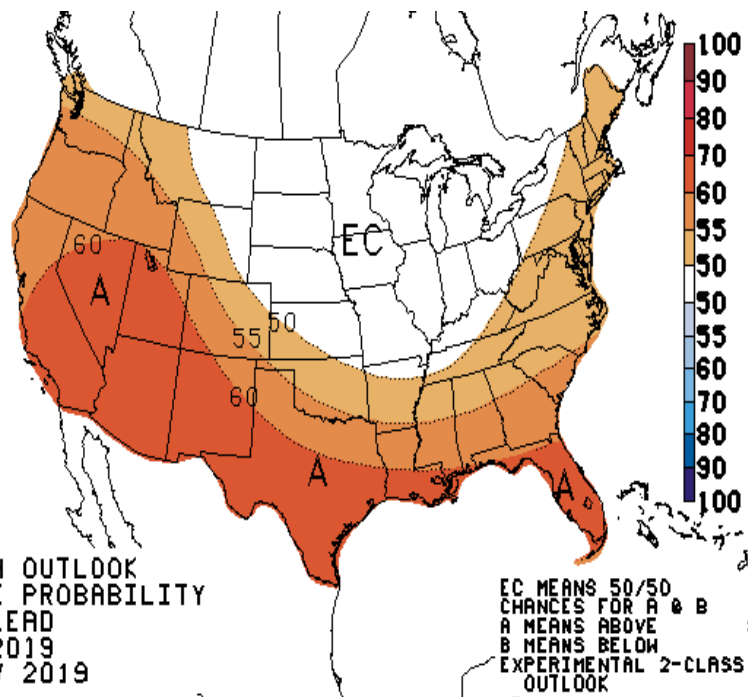 100
90
80
70
60
55
50
50
55
60
70
80
90
100
EC
60
A
50
55
60
A
A
OUTLOOK
PROBABILITY
LEAD
2019
2019
EC MEANS 50/50
CHANCES FOR A & B
A MEANS ABOVE
B MEANS BELOW
EXPERIMENTAL 2-CLASS
OUTLOOK